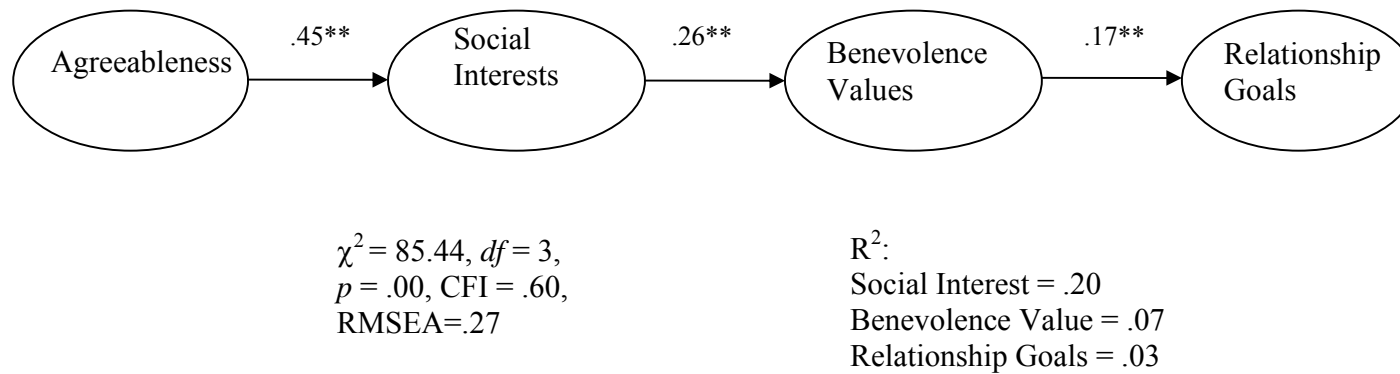 .45**
.26**
.17**
Agreeableness
Social
Interests
Benevolence
Values
Relationship
Goals
χ² = 85.44, df = 3,
p = .00, CFI = .60,
RMSEA=.27
R²:
Social Interest = .20
Benevolence Value = .07
Relationship Goals = .03